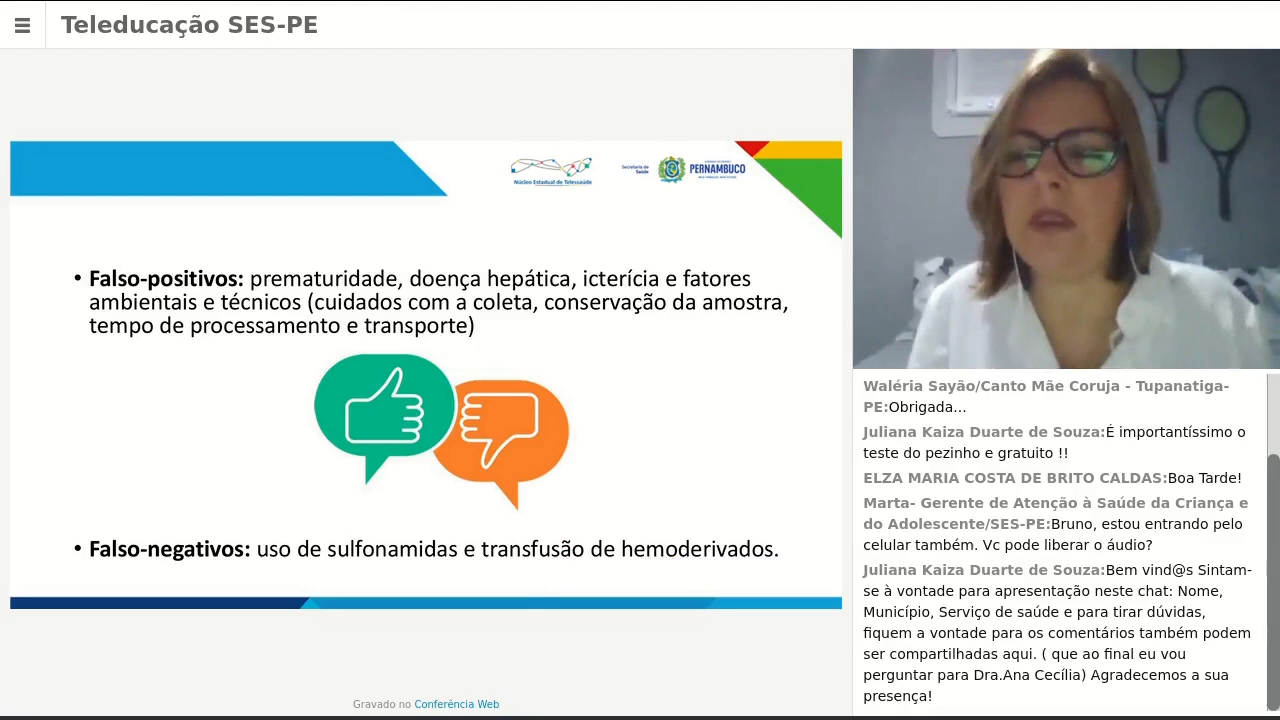 Teleducação SES-PE
Núcleo Estadual de Telessaúde
Secretaria de
Saúde
PERNAMBUCO
• Falso-positivos: prematuridade, doença hepática, icterícia e fatores
ambientais e técnicos (cuidados com a coleta, conservação da amostra,
tempo de processamento e transporte)
• Falso-negativos: uso de sulfonamidas e transfusão de hemoderivados.
Gravado no Conferência Web
Waléria Sayão/Canto Mãe Coruja - Tupanatiga-
PE:Obrigada...
Juliana Kaiza Duarte de Souza:É importantíssimo o
teste do pezinho e gratuito !!
ELZA MARIA COSTA DE BRITO CALDAS:Boa Tarde!
Marta- Gerente de Atenção à Saúde da Criança e
do Adolescente/SES-PE:Bruno, estou entrando pelo
celular também. Vc pode liberar o áudio?
Juliana Kaiza Duarte de Souza:Bem vind@s Sintam-
se à vontade para apresentação neste chat: Nome,
Município, Serviço de saúde e para tirar dúvidas,
fiquem a vontade para os comentários também podem
ser compartilhadas aqui. ( que ao final eu vou
perguntar para Dra.Ana Cecília) Agradecemos a sua
presença!